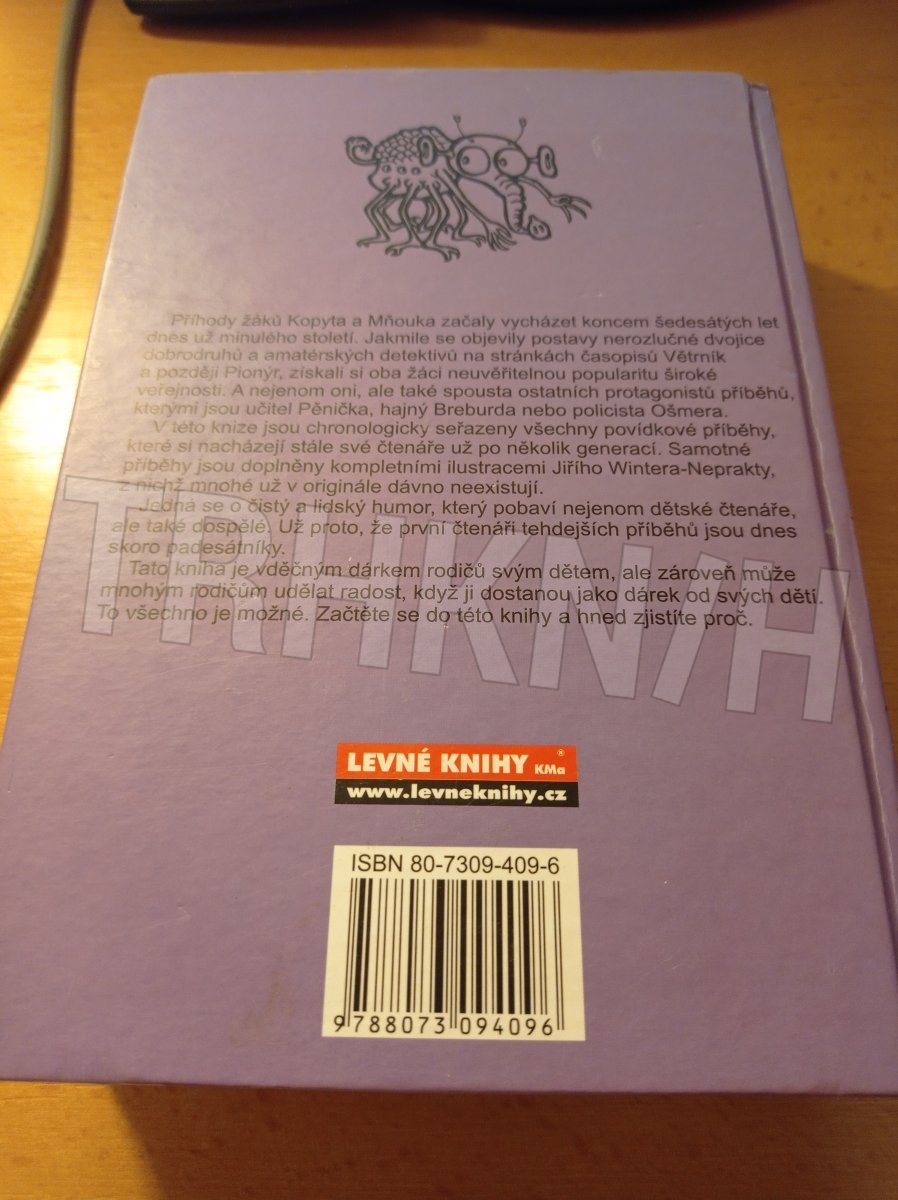 Příhody žáků Kopyta a Mňouka začaly vycházet koncem šedesátých let
dnes už minulého století. Jakmile se objevily postavy nerozlučné dvojice
dobrodruhů a amatérských detektivů na stránkách časopisů Větrník
a později Pionýr, získali si oba žáci neuvěřitelnou popularitu široké
veřejnosti. A nejenom oni, ale také spousta ostatních protagonistů příběhů,
kterými jsou učitel Pěnička, hajný Breburda nebo policista Ošmera.
V této knize jsou chronologicky seřazeny všechny povídkové příběhy,
které si nacházejí stále své čtenáře už po několik generací. Samotné
příběhy jsou doplněny kompletními ilustracemi Jiřího Wintera-Neprakty,
z nichž mnohé už v originále dávno neexistují.
Jedná se o čistý a lidský humor, který pobaví nejenom dětské čtenáře,
ale také dospělé. Už proto, že první čtenáři tehdejších příběhů jsou dnes
skoro padesátníky.
Tato kniha je vděčným dárkem rodičů svým dětem, ale zároveň může
mnohým rodičům udělat radost, když ji dostanou jako dárek od svých dětí.
To všechno je možné. Začtěte se do této knihy a hned zjistíte proč.
TRHKNIH
LEVNÉ KNIHY KMa ®
www.levneknihy.cz
ISBN 80-7309-409-6
9 788073 094096